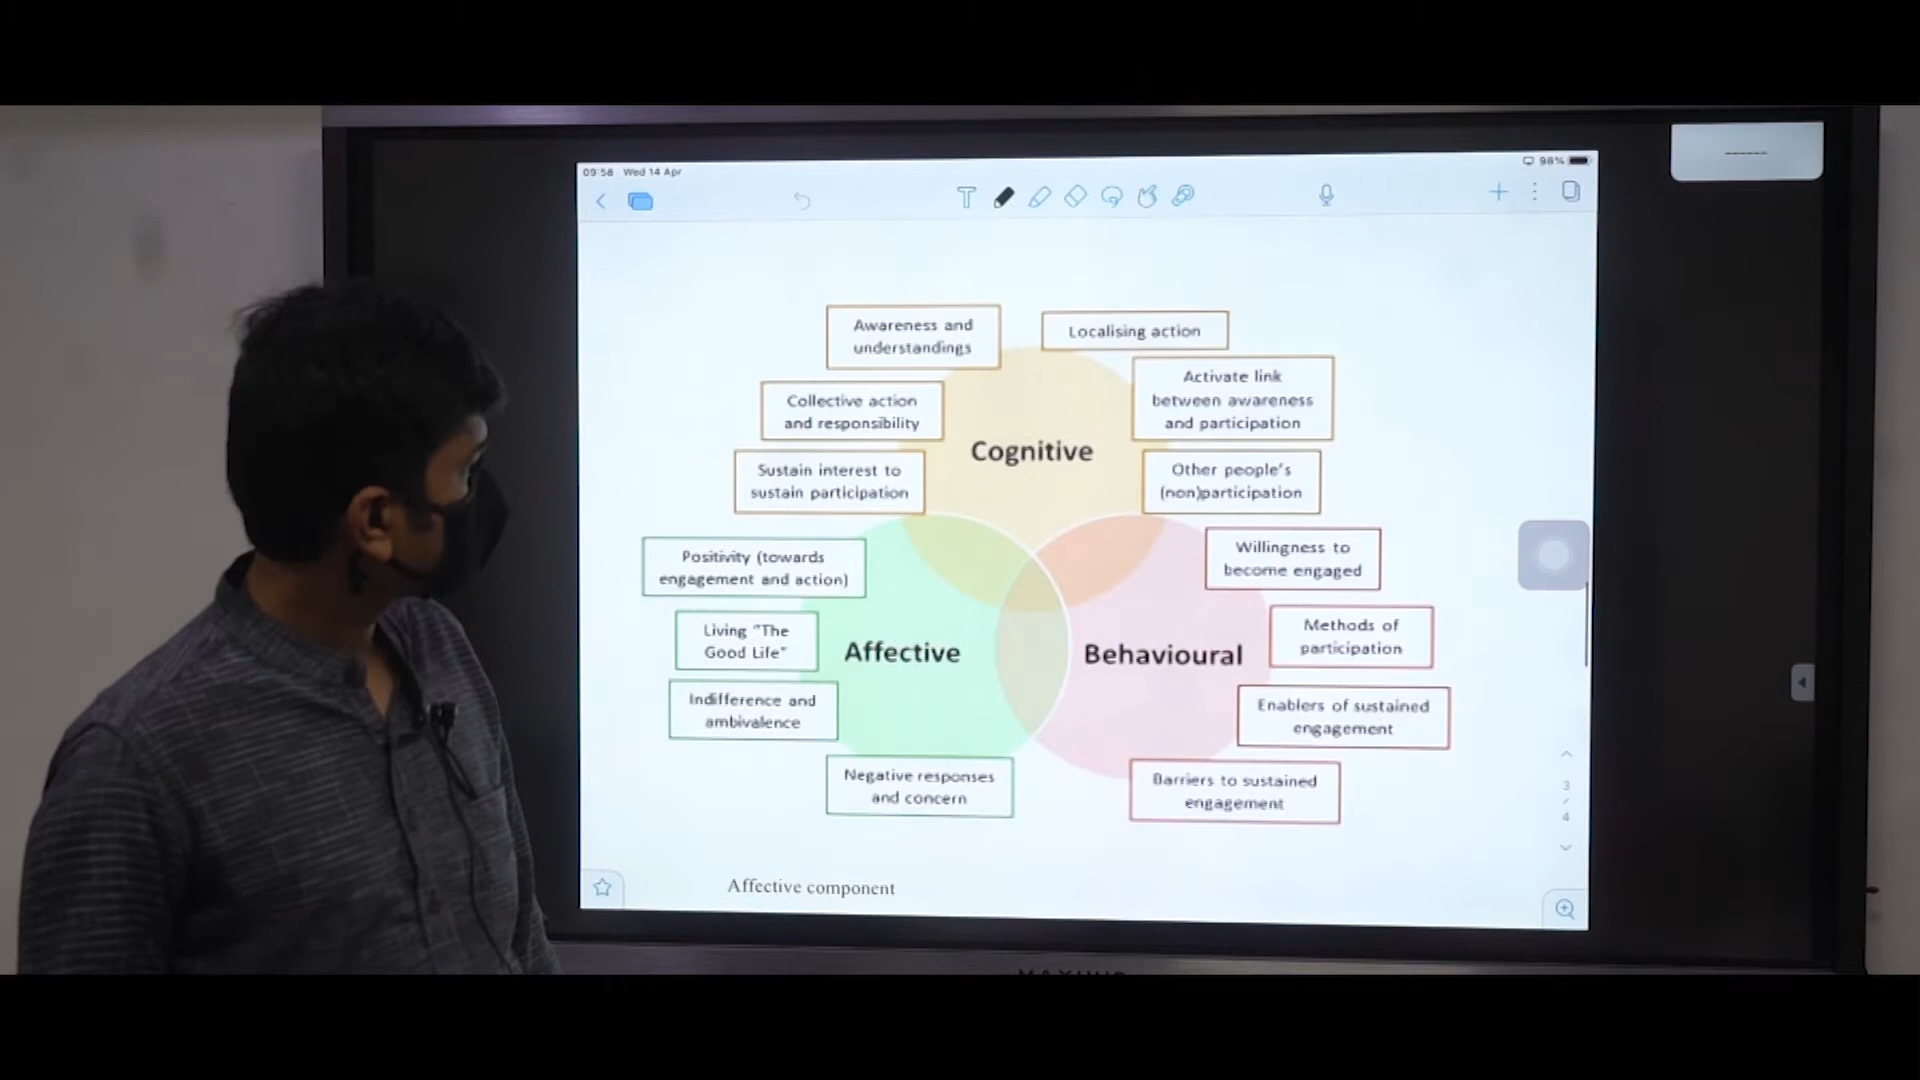 09:58 Wed 14 Apr
98%
Awareness and
understandings
Localising action
Collective action
and responsibility
Activate link
between awareness
and participation
Cognitive
Sustain interest to
sustain participation
Other people's
(non)participation
Positivity (towards
engagement and action)
Willingness to
become engaged
Living "The
Good Life"
Affective
Behavioural
Methods of
participation
Indifference and
ambivalence
Enablers of sustained
engagement
Negative responses
and concern
Barriers to sustained
engagement
3
/
4
Affective component